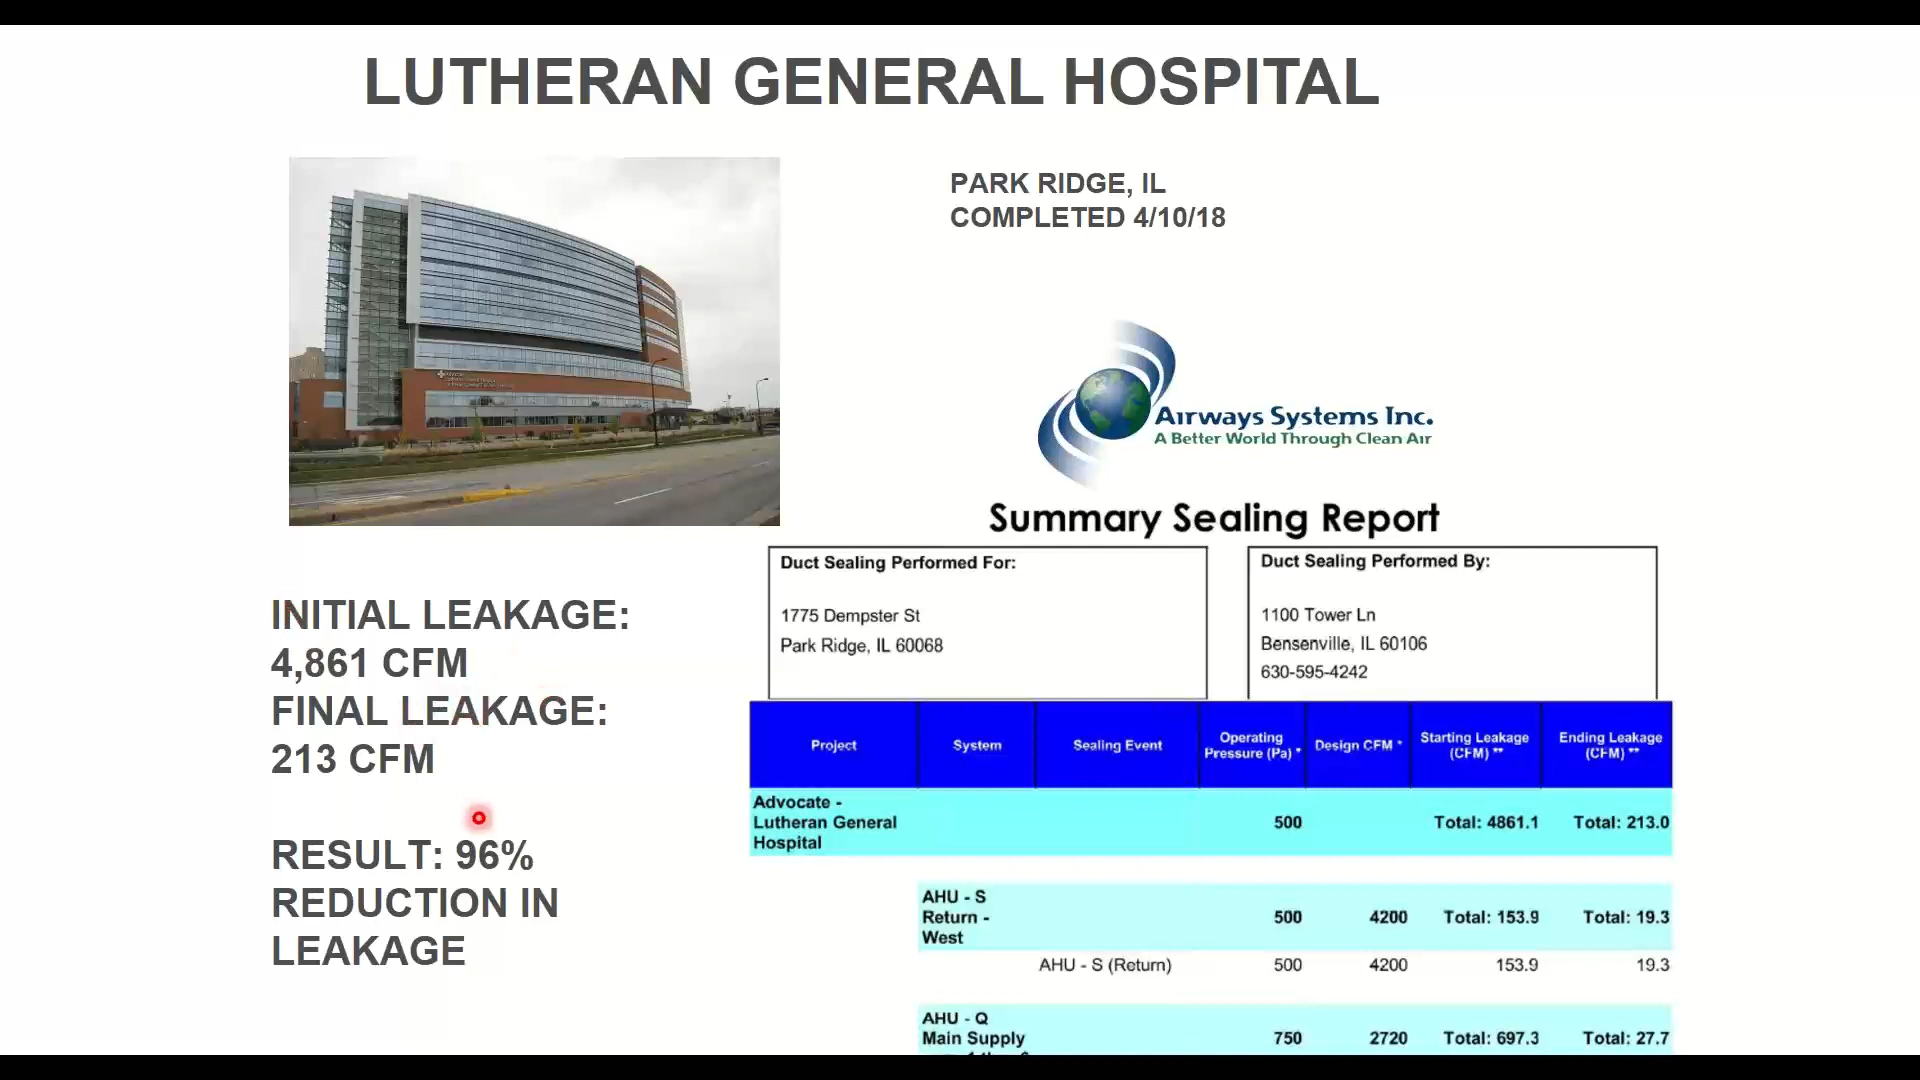 LUTHERAN GENERAL HOSPITAL
PARK RIDGE, IL
COMPLETED 4/10/18
Airways Systems Inc.
A Better World Through Clean Air
Summary Sealing Report
Duct Sealing Performed For:
1775 Dempster St
Park Ridge, IL 60068
Duct Sealing Performed By:
1100 Tower Ln
Bensenville, IL 60106
630-595-4242
INITIAL LEAKAGE:
4,861 CFM
FINAL LEAKAGE:
213 CFM
RESULT: 96%
REDUCTION IN
LEAKAGE
Project System Sealing Event Operating Pressure (Pa) * Design CFM * Starting Leakage (CFM) ** Ending Leakage (CFM) **
Advocate -
Lutheran General 500 Total: 4861.1 Total: 213.0
Hospital
AHU - S
Return - 500 4200 Total: 153.9 Total: 19.3
West
AHU - S (Return) 500 4200 153.9 19.3
AHU - Q
Main Supply 750 2720 Total: 697.3 Total: 27.7